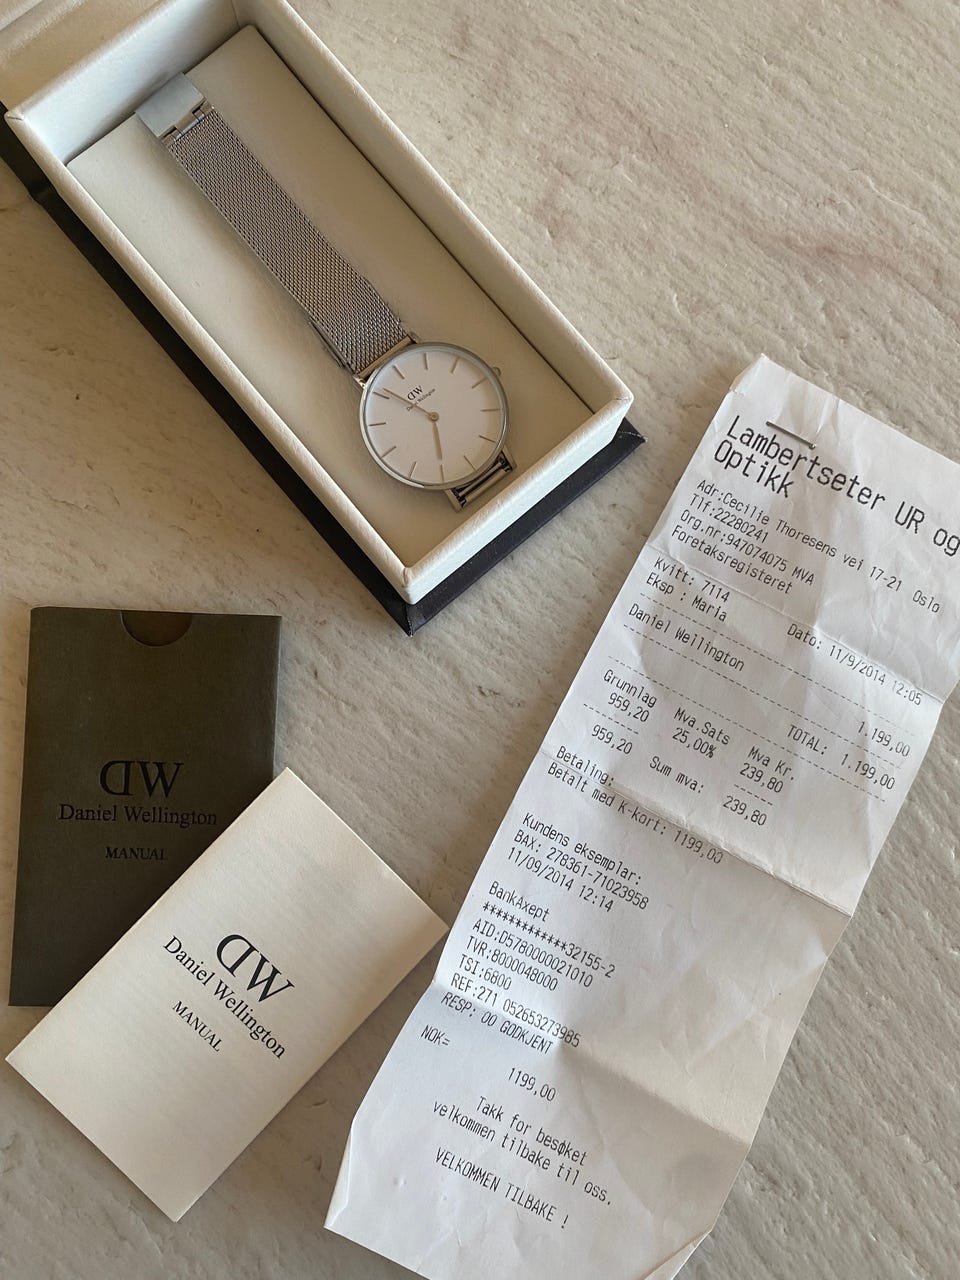 DW
Daniel Wellington
DW
Daniel Wellington
MANUAL
DW
Daniel Wellington
MANUAL
Lambertseter UR og
Optikk
Adr:Cecilie Thoresens vei 17-21 Oslo
Tlf:22280241
Org.nr:947074075 MVA
Foretaksregisteret
Kvitt: 7114 Dato: 11/9/2014 12:05
Eksp : Maria
Daniel Wellington 1.199,00
TOTAL: 1.199,00
Grunnlag Mva.Sats Mva Kr.
959,20 25,00% 239,80
959,20 Sum mva: 239,80
Betaling:
Betalt med K-kort: 1199,00
Kundens eksemplar:
BAX: 278361-71023958
11/09/2014 12:14
BankAxept
*************32155-2
AID:D5780000021010
TVR:8000048000
TSI:6800
REF:271 052653273985
RESP: 00 GODKJENT
NOK= 1199,00
Takk for besøket
velkommen tilbake til oss.
VELKOMMEN TILBAKE !